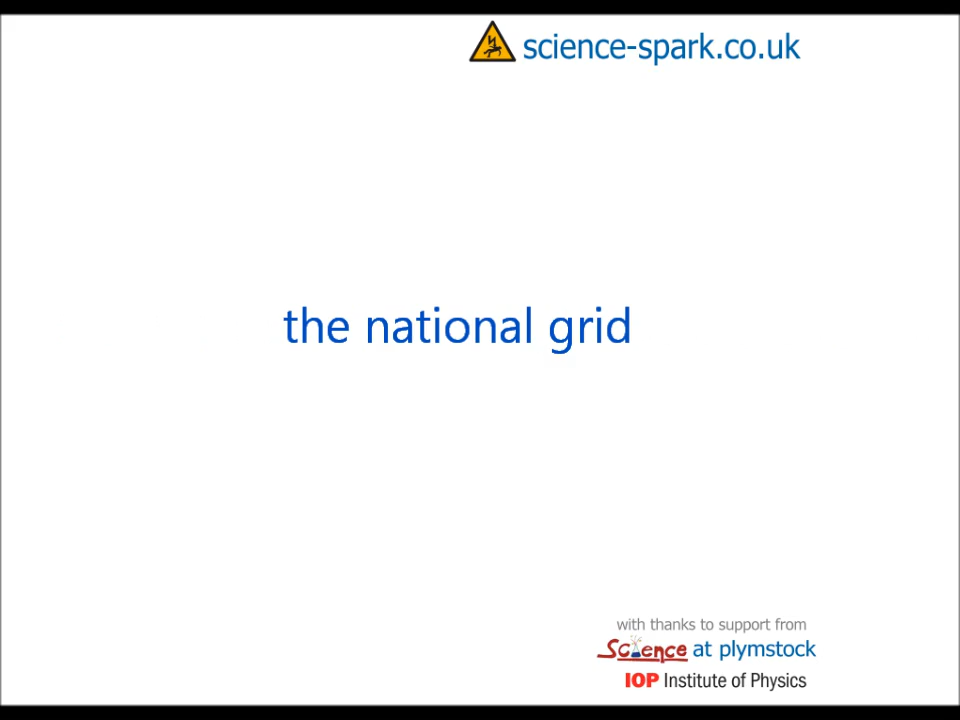 science-spark.co.uk
the national grid
with thanks to support from
Science at plymstock
IOP Institute of Physics